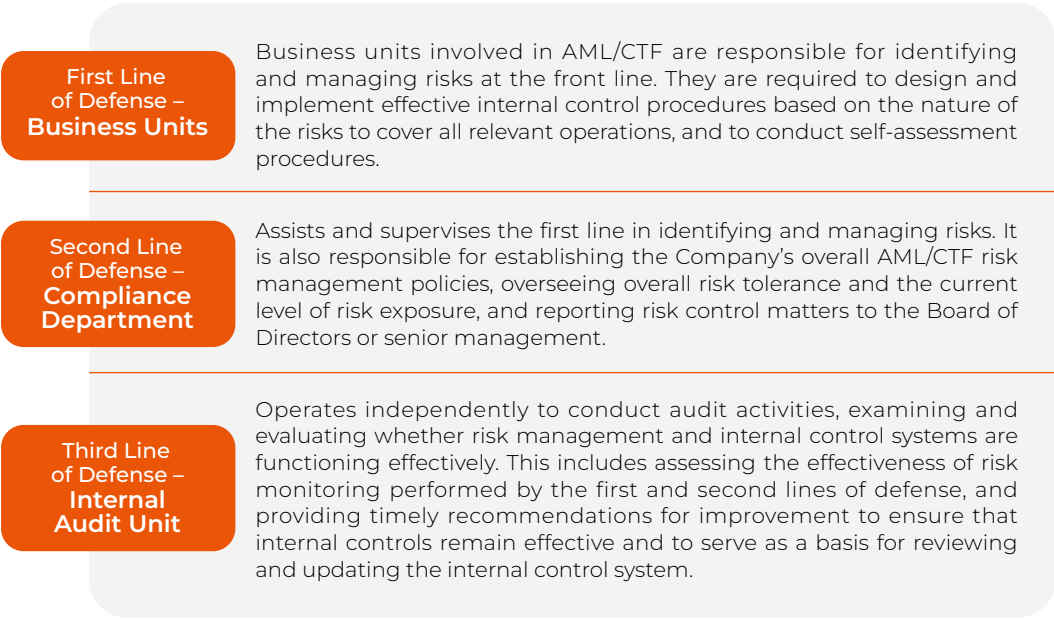 First Line
of Defense –
Business Units
Business units involved in AML/CTF are responsible for identifying
and managing risks at the front line. They are required to design and
implement effective internal control procedures based on the nature of
the risks to cover all relevant operations, and to conduct self-assessment
procedures.
Second Line
of Defense –
Compliance
Department
Assists and supervises the first line in identifying and managing risks. It
is also responsible for establishing the Company’s overall AML/CTF risk
management policies, overseeing overall risk tolerance and the current
level of risk exposure, and reporting risk control matters to the Board of
Directors or senior management.
Third Line
of Defense –
Internal
Audit Unit
Operates independently to conduct audit activities, examining and
evaluating whether risk management and internal control systems are
functioning effectively. This includes assessing the effectiveness of risk
monitoring performed by the first and second lines of defense, and
providing timely recommendations for improvement to ensure that
internal controls remain effective and to serve as a basis for reviewing
and updating the internal control system.